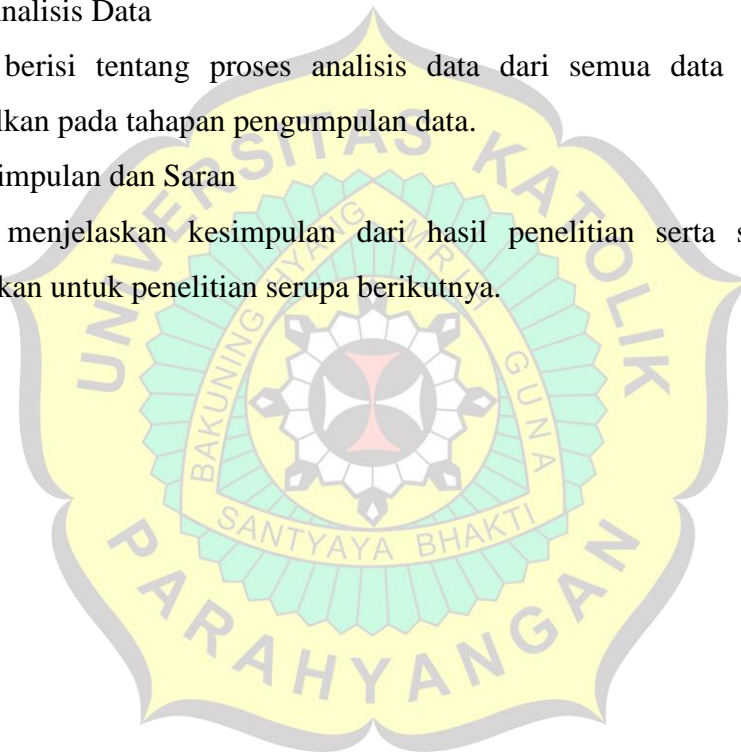 nalisis Data
berisi tentang proses analisis data dari semua data
lkan pada tahapan pengumpulan data.
impulan dan Saran
menjelaskan kesimpulan dari hasil penelitian serta s
kan untuk penelitian serupa berikutnya.
UNIVERSITAS KATOLIK
PARAHYANGAN
BAKUNING HYANG MRIH GUNA
SANTYAYA BHAKTI